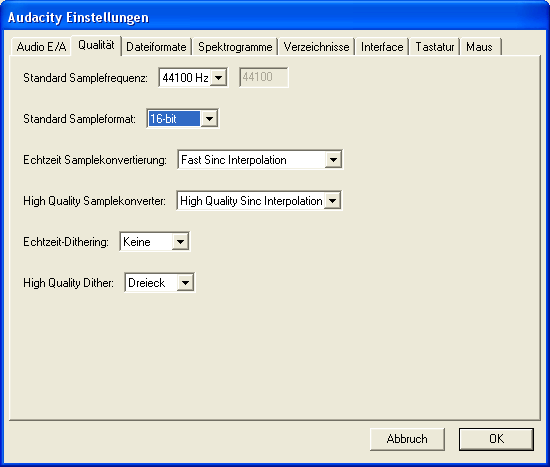 Audacity Einstellungen
Audio E/A Qualität Dateiformate Spektrogramme Verzeichnisse Interface Tastatur Maus
Standard Samplefrequenz: 44100 Hz 44100
Standard Sampleformat: 16-bit
Echtzeit Samplekonvertierung: Fast Sinc Interpolation
High Quality Samplekonverter: High Quality Sinc Interpolation
Echtzeit-Dithering: Keine
High Quality Dither: Dreieck
Abbruch OK